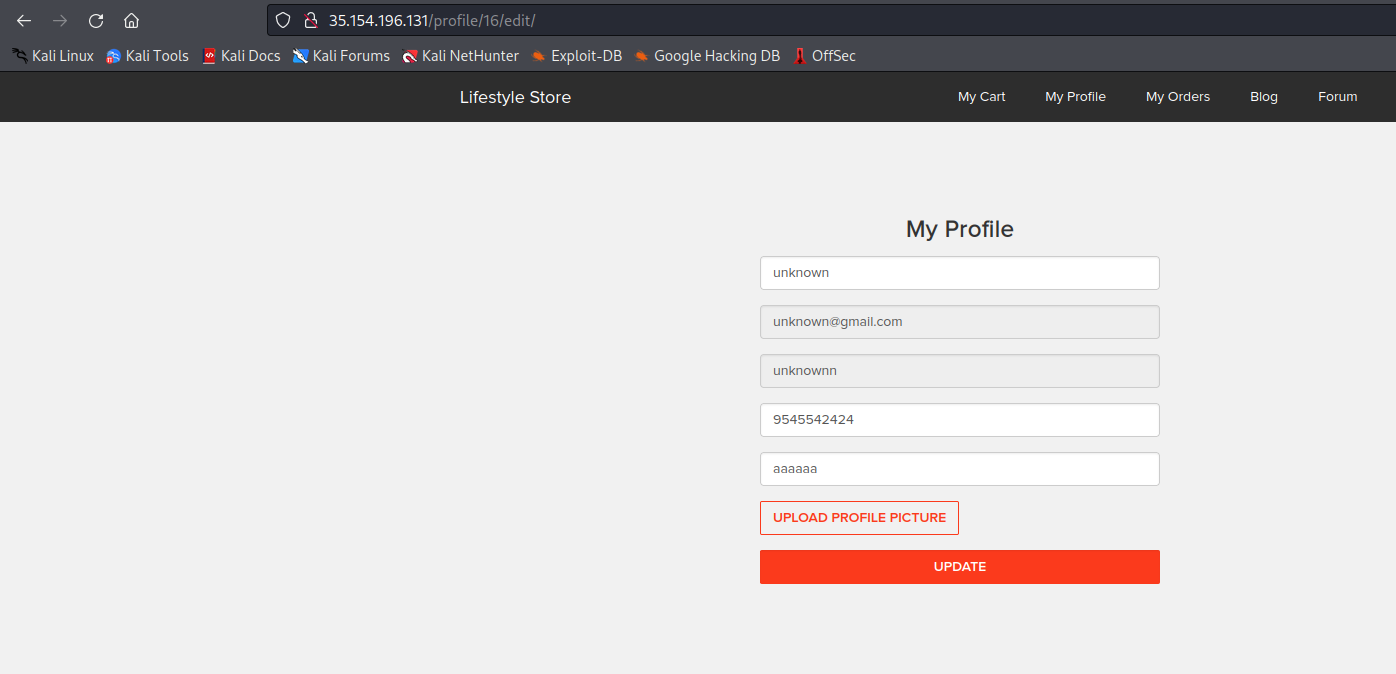 35.154.196.131/profile/16/edit/
Kali Linux Kali Tools Kali Docs Kali Forums Kali NetHunter Exploit-DB Google Hacking DB OffSec
Lifestyle Store My Cart My Profile My Orders Blog Forum
My Profile
unknown
unknown@gmail.com
unknownn
9545542424
aaaaaa
UPLOAD PROFILE PICTURE
UPDATE